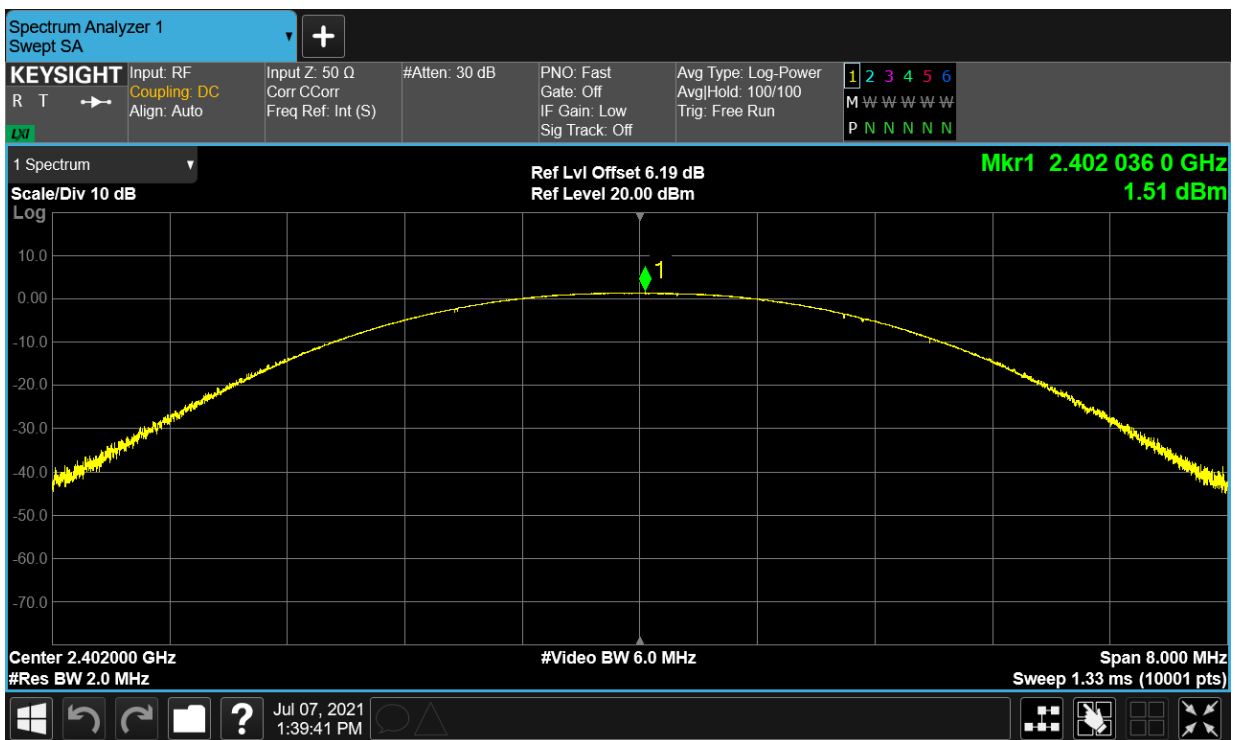 Spectrum Analyzer 1
Swept SA
KEYSIGHT
R T
LXI
Input: RF
Coupling: DC
Align: Auto
Input Z: 50 Ω
Corr CCorr
Freq Ref: Int (S)
#Atten: 30 dB
PNO: Fast
Gate: Off
IF Gain: Low
Sig Track: Off
Avg Type: Log-Power
Avg|Hold: 100/100
Trig: Free Run
1 2 3 4 5 6
M W W W W W
P N N N N N
1 Spectrum
Scale/Div 10 dB
Ref Lvl Offset 6.19 dB
Ref Level 20.00 dBm
Mkr1 2.402 036 0 GHz
1.51 dBm
Log
10.0
0.00
-10.0
-20.0
-30.0
-40.0
-50.0
-60.0
-70.0
1
Center 2.402000 GHz
#Res BW 2.0 MHz
#Video BW 6.0 MHz
Span 8.000 MHz
Sweep 1.33 ms (10001 pts)
?
Jul 07, 2021
1:39:41 PM